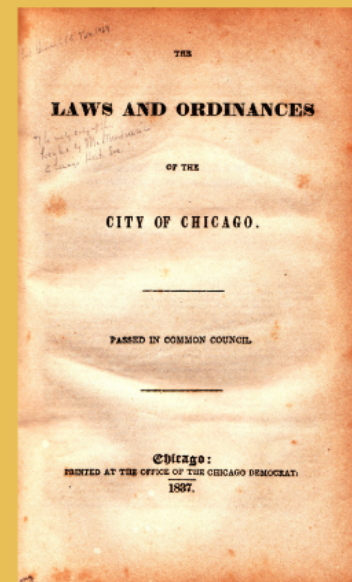 THE
LAWS AND ORDINANCES
OF THE
CITY OF CHICAGO.
PASSED IN COMMON COUNCIL.
Chicago:
PRINTED AT THE OFFICE OF THE CHICAGO DEMOCRAT:
1837.